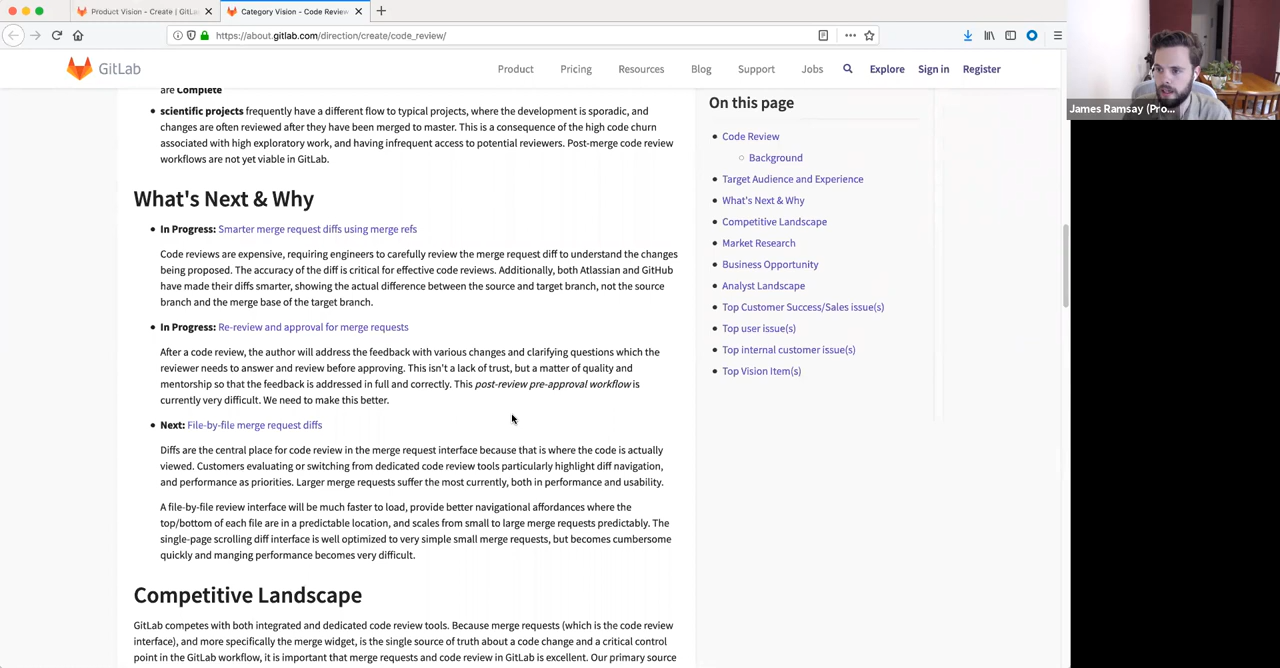 Product Vision - Create | GitL
Category Vision - Code Review
https://about.gitlab.com/direction/create/code_review/
GitLab
Product
Pricing
Resources
Blog
Support
Jobs
Explore
Sign in
Register
James Ramsay (Pro...
are Complete
scientific projects frequently have a different flow to typical projects, where the development is sporadic, and
changes are often reviewed after they have been merged to master. This is a consequence of the high code churn
associated with high exploratory work, and having infrequent access to potential reviewers. Post-merge code review
workflows are not yet viable in GitLab.
What's Next & Why
In Progress: Smarter merge request diffs using merge refs
Code reviews are expensive, requiring engineers to carefully review the merge request diff to understand the changes
being proposed. The accuracy of the diff is critical for effective code reviews. Additionally, both Atlassian and GitHub
have made their diffs smarter, showing the actual difference between the source and target branch, not the source
branch and the merge base of the target branch.
In Progress: Re-review and approval for merge requests
After a code review, the author will address the feedback with various changes and clarifying questions which the
reviewer needs to answer and review before approving. This isn't a lack of trust, but a matter of quality and
mentorship so that the feedback is addressed in full and correctly. This post-review pre-approval workflow is
currently very difficult. We need to make this better.
Next: File-by-file merge request diffs
Diffs are the central place for code review in the merge request interface because that is where the code is actually
viewed. Customers evaluating or switching from dedicated code review tools particularly highlight diff navigation,
and performance as priorities. Larger merge requests suffer the most currently, both in performance and usability.
A file-by-file review interface will be much faster to load, provide better navigational affordances where the
top/bottom of each file are in a predictable location, and scales from small to large merge requests predictably. The
single-page scrolling diff interface is well optimized to very simple small merge requests, but becomes cumbersome
quickly and manging performance becomes very difficult.
Competitive Landscape
GitLab competes with both integrated and dedicated code review tools. Because merge requests (which is the code review
interface), and more specifically the merge widget, is the single source of truth about a code change and a critical control
point in the GitLab workflow, it is important that merge requests and code review in GitLab is excellent. Our primary source
On this page
Code Review
Background
Target Audience and Experience
What's Next & Why
Competitive Landscape
Market Research
Business Opportunity
Analyst Landscape
Top Customer Success/Sales issue(s)
Top user issue(s)
Top internal customer issue(s)
Top Vision Item(s)